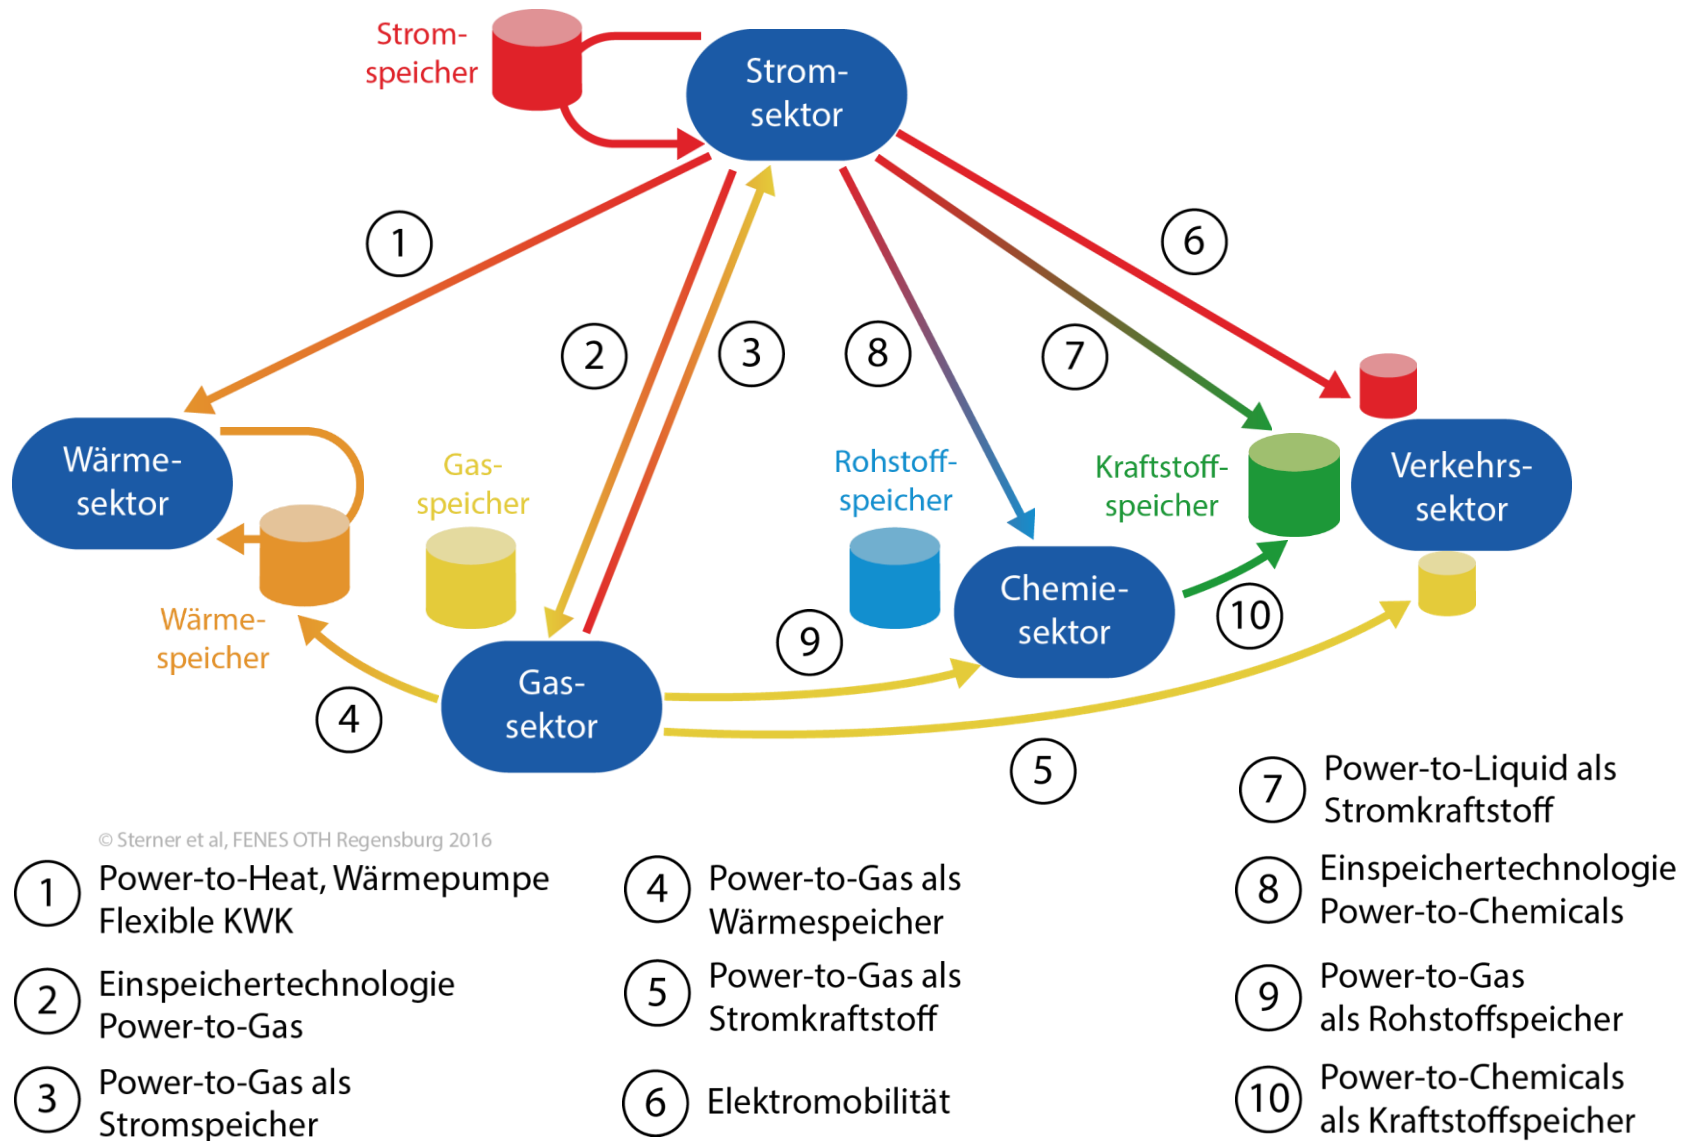 Strom-
speicher
Strom-
sektor
1
2
3
8
7
6
Wärme-
sektor
Gas-
speicher
Rohstoff-
speicher
Kraftstoff-
speicher
Verkehrs-
sektor
Wärme-
speicher
Chemie-
sektor
10
9
4
Gas-
sektor
5
© Sterner et al, FENES OTH Regensburg 2016
1 Power-to-Heat, Wärmepumpe
Flexible KWK
2 Einspeichertechnologie
Power-to-Gas
3 Power-to-Gas als
Stromspeicher
4 Power-to-Gas als
Wärmespeicher
5 Power-to-Gas als
Stromkraftstoff
6 Elektromobilität
7 Power-to-Liquid als
Stromkraftstoff
8 Einspeichertechnologie
Power-to-Chemicals
9 Power-to-Gas
als Rohstoffspeicher
10 Power-to-Chemicals
als Kraftstoffspeicher